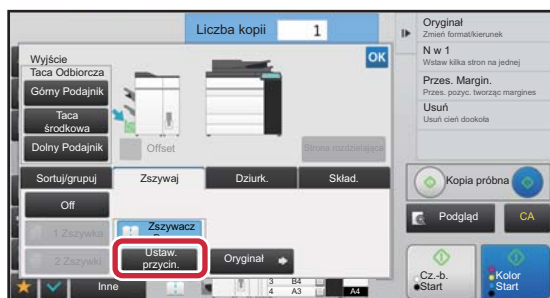 Liczba kopii 1
Wyjście
OK
Taca Odbiorcza
Górny Podajnik
Taca
środkowa
Dolny Podajnik
Offset
Strona rozdzielająca
Sortuj/grupuj
Zszywaj
Dziurk.
Skład.
Off
1 Zszywka
2 Zszywki
Zszywacz
Ustaw.
przycin.
Oryginał
Inne
3 B4
4 A3
A4
Oryginał
Zmień format/kierunek
N w 1
Wstaw kilka stron na jednej
Przes. Margin.
Przes. pozyc. tworząc margines
Usuń
Usuń cień dookoła
Kopia próbna
Podgląd
CA
Cz.-b.
Start
Kolor
Start